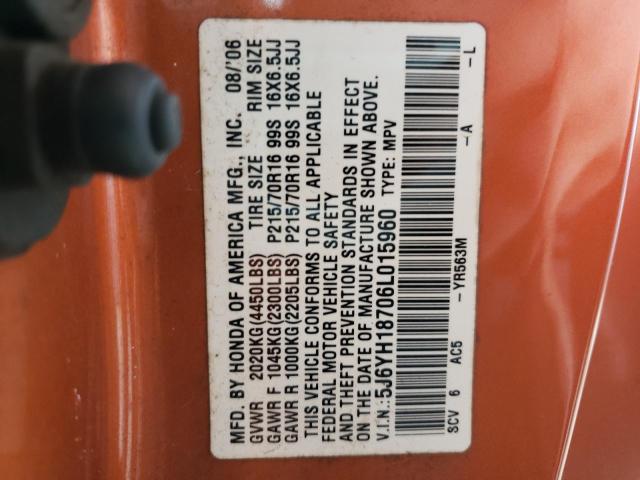 MFD. BY HONDA OF AMERICA MFG., INC. 08/'06
GVWR 2020KG(4450LBS) TIRE SIZE RIM SIZE
GAWR F 1045KG(2300LBS) P215/70R16 99S 16X6.5JJ
GAWR R 1000KG(2205LBS) P215/70R16 99S 16X6.5JJ
THIS VEHICLE CONFORMS TO ALL APPLICABLE
FEDERAL MOTOR VEHICLE SAFETY
AND THEFT PREVENTION STANDARDS IN EFFECT
ON THE DATE OF MANUFACTURE SHOWN ABOVE.
V.I.N.:5J6YH18706L015960 TYPE: MPV
SCV 6 AC5 -YR563M -A -L